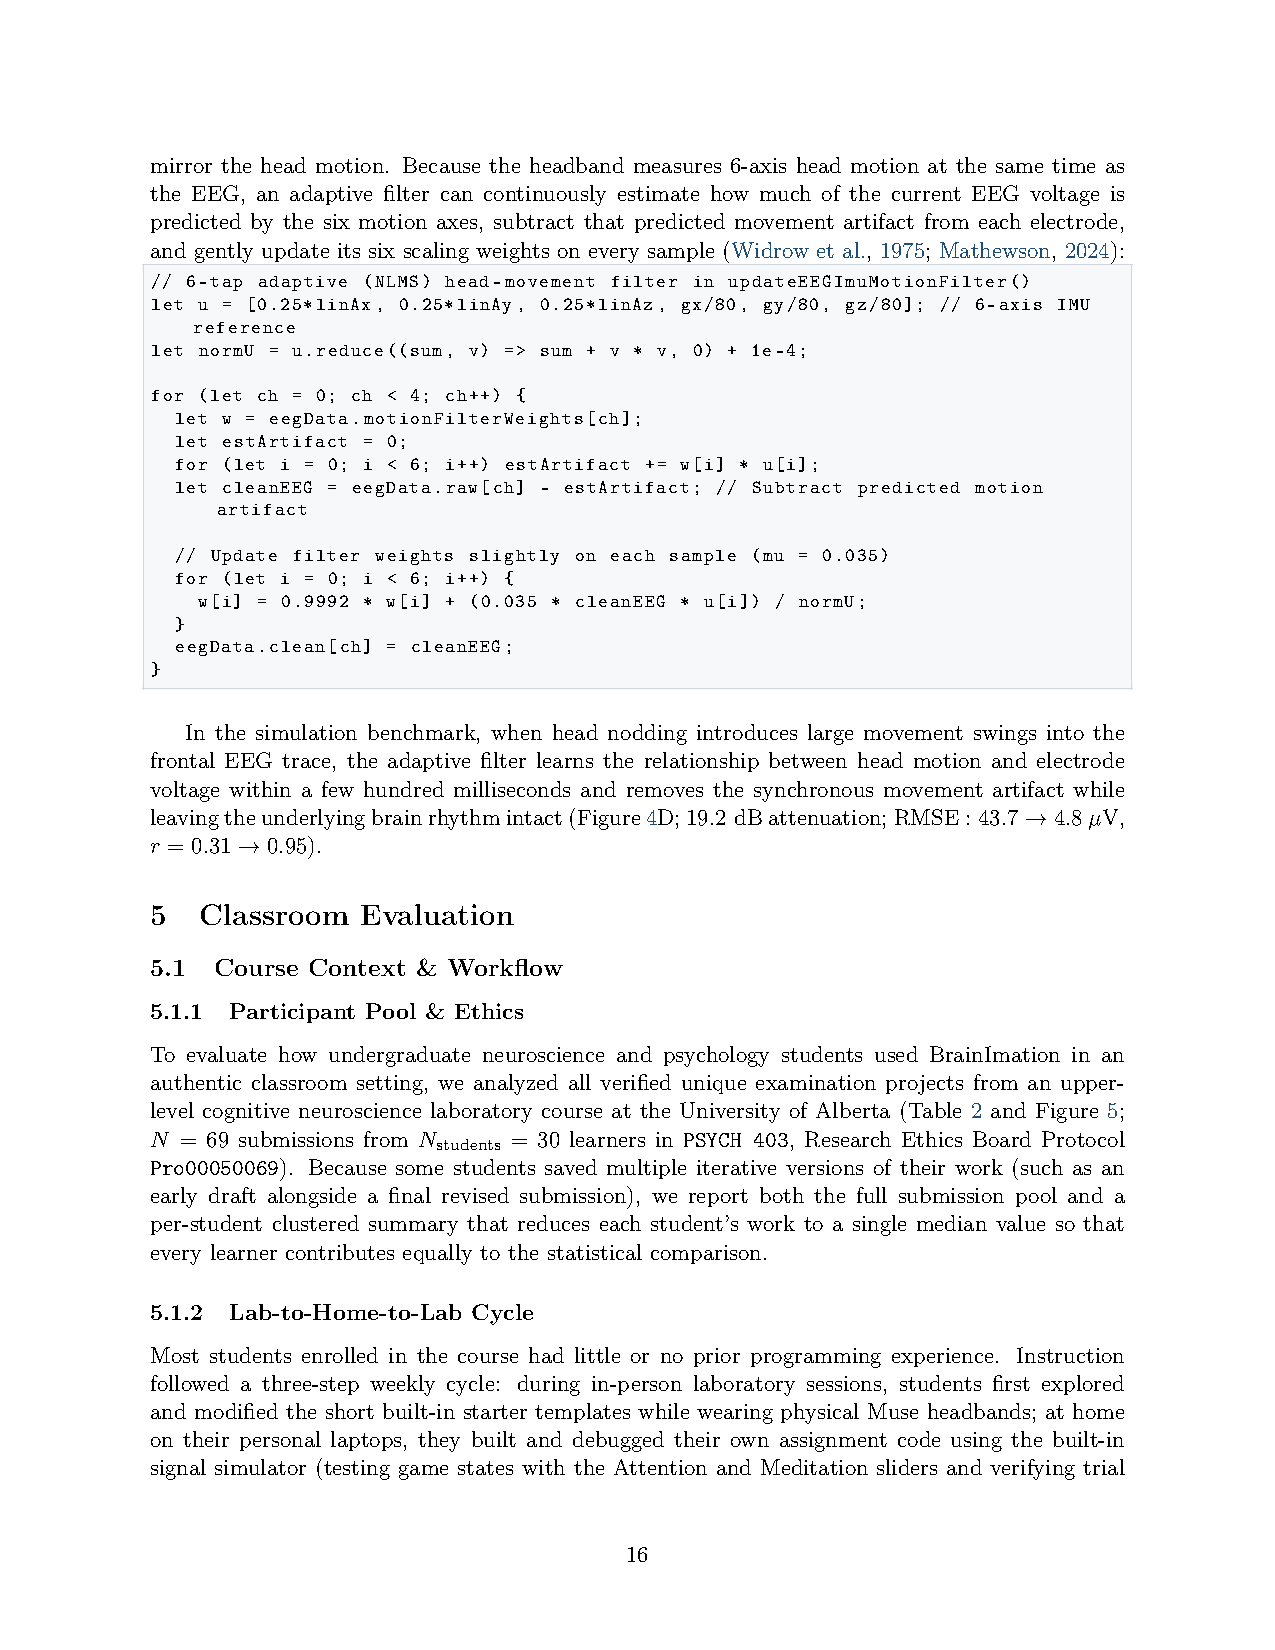 mirror the head motion. Because the headband measures 6-axis head motion at the same time as
the EEG, an adaptive filter can continuously estimate how much of the current EEG voltage is
predicted by the six motion axes, subtract that predicted movement artifact from each electrode,
and gently update its six scaling weights on every sample (Widrow et al., 1975; Mathewson, 2024):
// 6-tap adaptive (NLMS) head-movement filter in updateEEGImuMotionFilter()
let u = [0.25*linAx, 0.25*linAy, 0.25*linAz, gx/80, gy/80, gz/80]; // 6-axis IMU
reference
let normU = u.reduce((sum, v) => sum + v * v, 0) + 1e-4;
for (let ch = 0; ch < 4; ch++) {
let w = eegData.motionFilterWeights[ch];
let estArtifact = 0;
for (let i = 0; i < 6; i++) estArtifact += w[i] * u[i];
let cleanEEG = eegData.raw[ch] - estArtifact; // Subtract predicted motion
artifact
// Update filter weights slightly on each sample (mu = 0.035)
for (let i = 0; i < 6; i++) {
w[i] = 0.9992 * w[i] + (0.035 * cleanEEG * u[i]) / normU;
}
eegData.clean[ch] = cleanEEG;
}
In the simulation benchmark, when head nodding introduces large movement swings into the
frontal EEG trace, the adaptive filter learns the relationship between head motion and electrode
voltage within a few hundred milliseconds and removes the synchronous movement artifact while
leaving the underlying brain rhythm intact (Figure 4D; 19.2 dB attenuation; RMSE : 43.7 → 4.8 µV,
r = 0.31 → 0.95).
5 Classroom Evaluation
5.1 Course Context & Workflow
5.1.1 Participant Pool & Ethics
To evaluate how undergraduate neuroscience and psychology students used BrainImation in an
authentic classroom setting, we analyzed all verified unique examination projects from an upper-
level cognitive neuroscience laboratory course at the University of Alberta (Table 2 and Figure 5;
N = 69 submissions from Nstudents = 30 learners in PSYCH 403, Research Ethics Board Protocol
Pro00050069). Because some students saved multiple iterative versions of their work (such as an
early draft alongside a final revised submission), we report both the full submission pool and a
per-student clustered summary that reduces each student's work to a single median value so that
every learner contributes equally to the statistical comparison.
5.1.2 Lab-to-Home-to-Lab Cycle
Most students enrolled in the course had little or no prior programming experience. Instruction
followed a three-step weekly cycle: during in-person laboratory sessions, students first explored
and modified the short built-in starter templates while wearing physical Muse headbands; at home
on their personal laptops, they built and debugged their own assignment code using the built-in
signal simulator (testing game states with the Attention and Meditation sliders and verifying trial
16